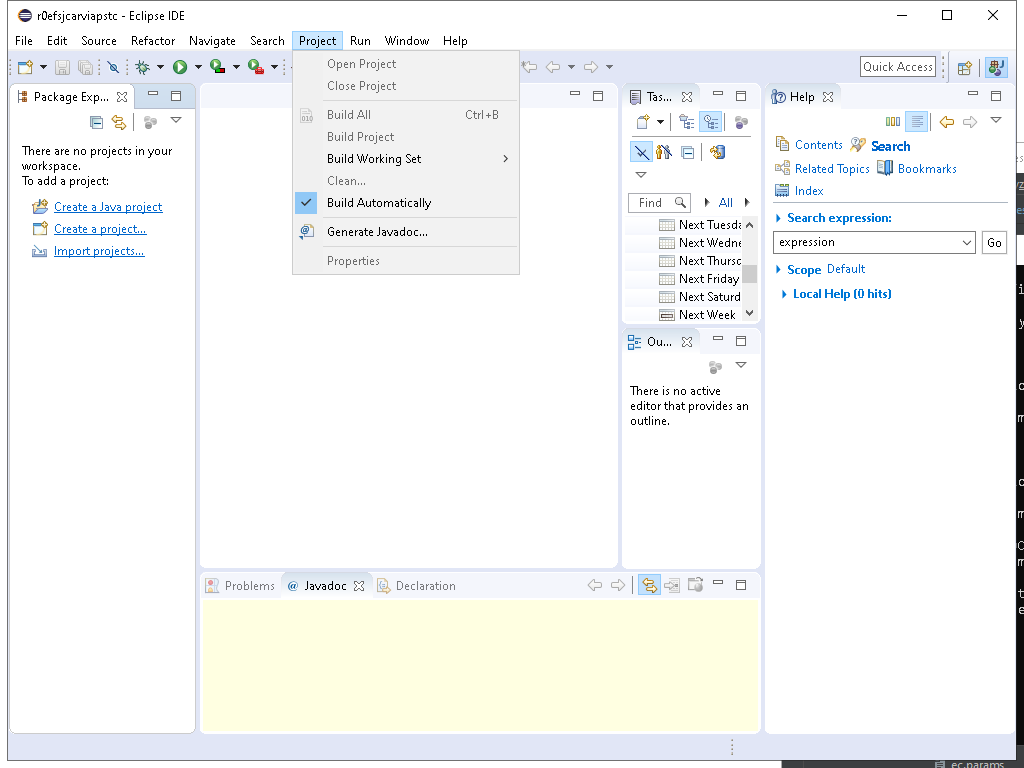 r0efsjcarviapstc - Eclipse IDE
File Edit Source Refactor Navigate Search Project Run Window Help
Quick Access
Package Exp...
There are no projects in your
workspace.
To add a project:
Create a Java project
Create a project...
Import projects...
Open Project
Close Project
Build All Ctrl+B
Build Project
Build Working Set
Clean...
Build Automatically
Generate Javadoc...
Properties
Tas...
Find All
Next Tuesda
Next Wedne
Next Thursd
Next Friday
Next Saturd
Next Week
Ou...
There is no active
editor that provides an
outline.
Help
Contents Search
Related Topics Bookmarks
Index
Search expression:
expression Go
Scope Default
Local Help (0 hits)
Problems @ Javadoc Declaration
ec.params